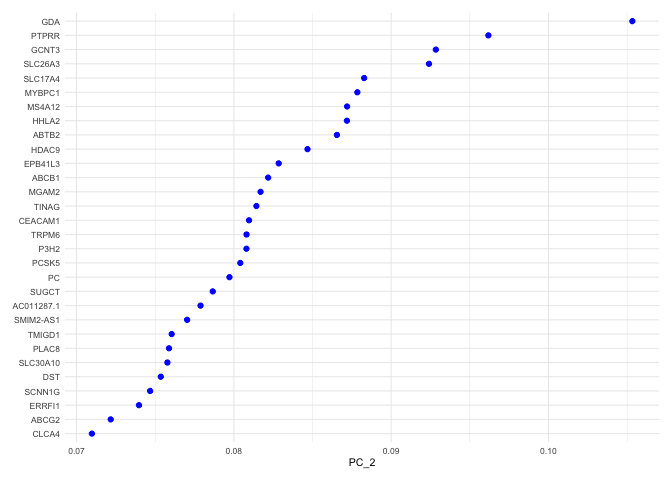 GDA
PTPRR
GCNT3
SLC26A3
SLC17A4
MYBPC1
MS4A12
HHLA2
ABTB2
HDAC9
EPB41L3
ABCB1
MGAM2
TINAG
CEACAM1
TRPM6
P3H2
PCSK5
PC
SUGCT
AC011287.1
SMIM2-AS1
TMIGD1
PLAC8
SLC30A10
DST
SCNN1G
ERRFI1
ABCG2
CLCA4
0.07 0.08 0.09 0.10
PC_2